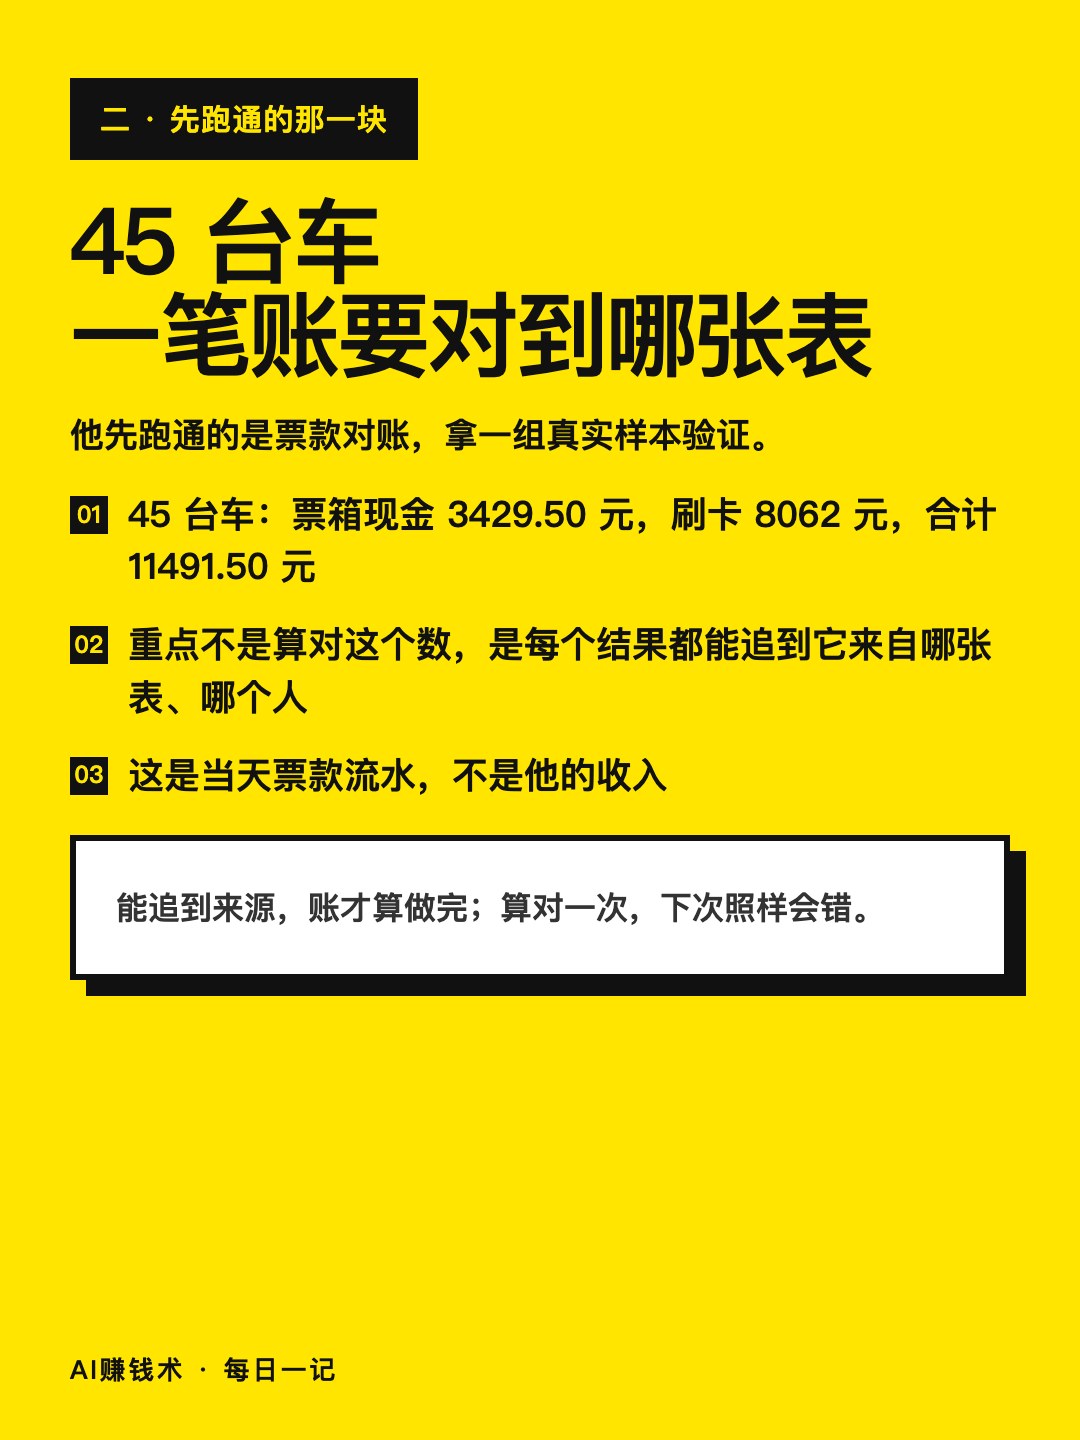 二 · 先跑通的那一块
45 台车
一笔账要对到哪张表
他先跑通的是票款对账，拿一组真实样本验证。
01 45 台车：票箱现金 3429.50 元，刷卡 8062 元，合计
11491.50 元
02 重点不是算对这个数，是每个结果都能追到它来自哪张
表、哪个人
03 这是当天票款流水，不是他的收入
能追到来源，账才算做完；算对一次，下次照样会错。
AI赚钱术 · 每日一记